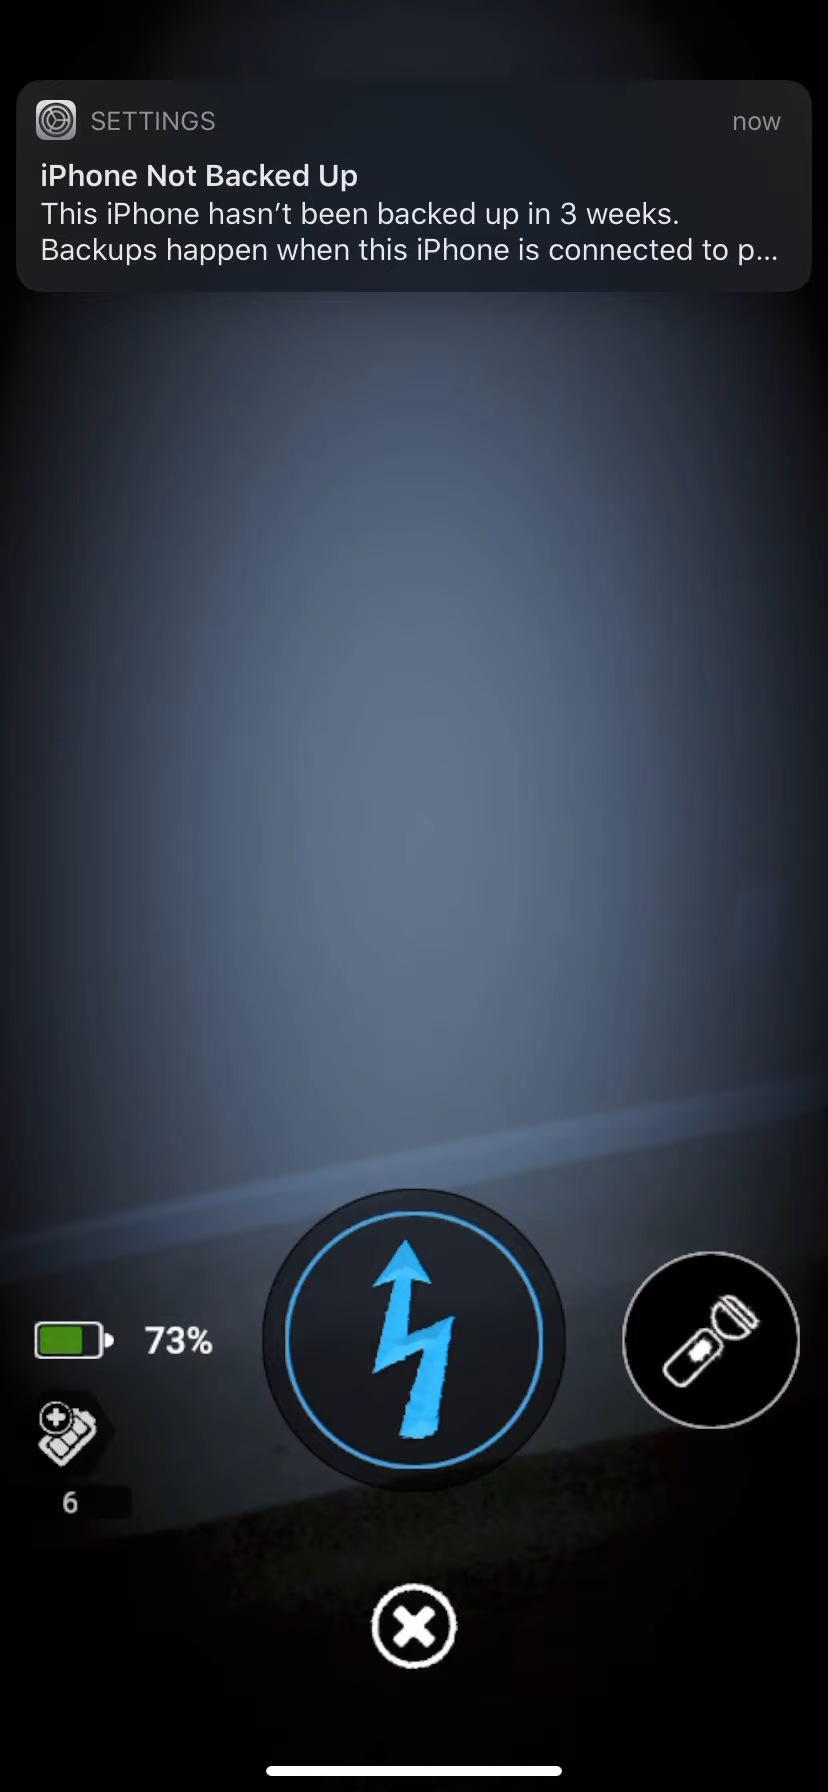 SETTINGS now
iPhone Not Backed Up
This iPhone hasn’t been backed up in 3 weeks.
Backups happen when this iPhone is connected to p...
73%
6